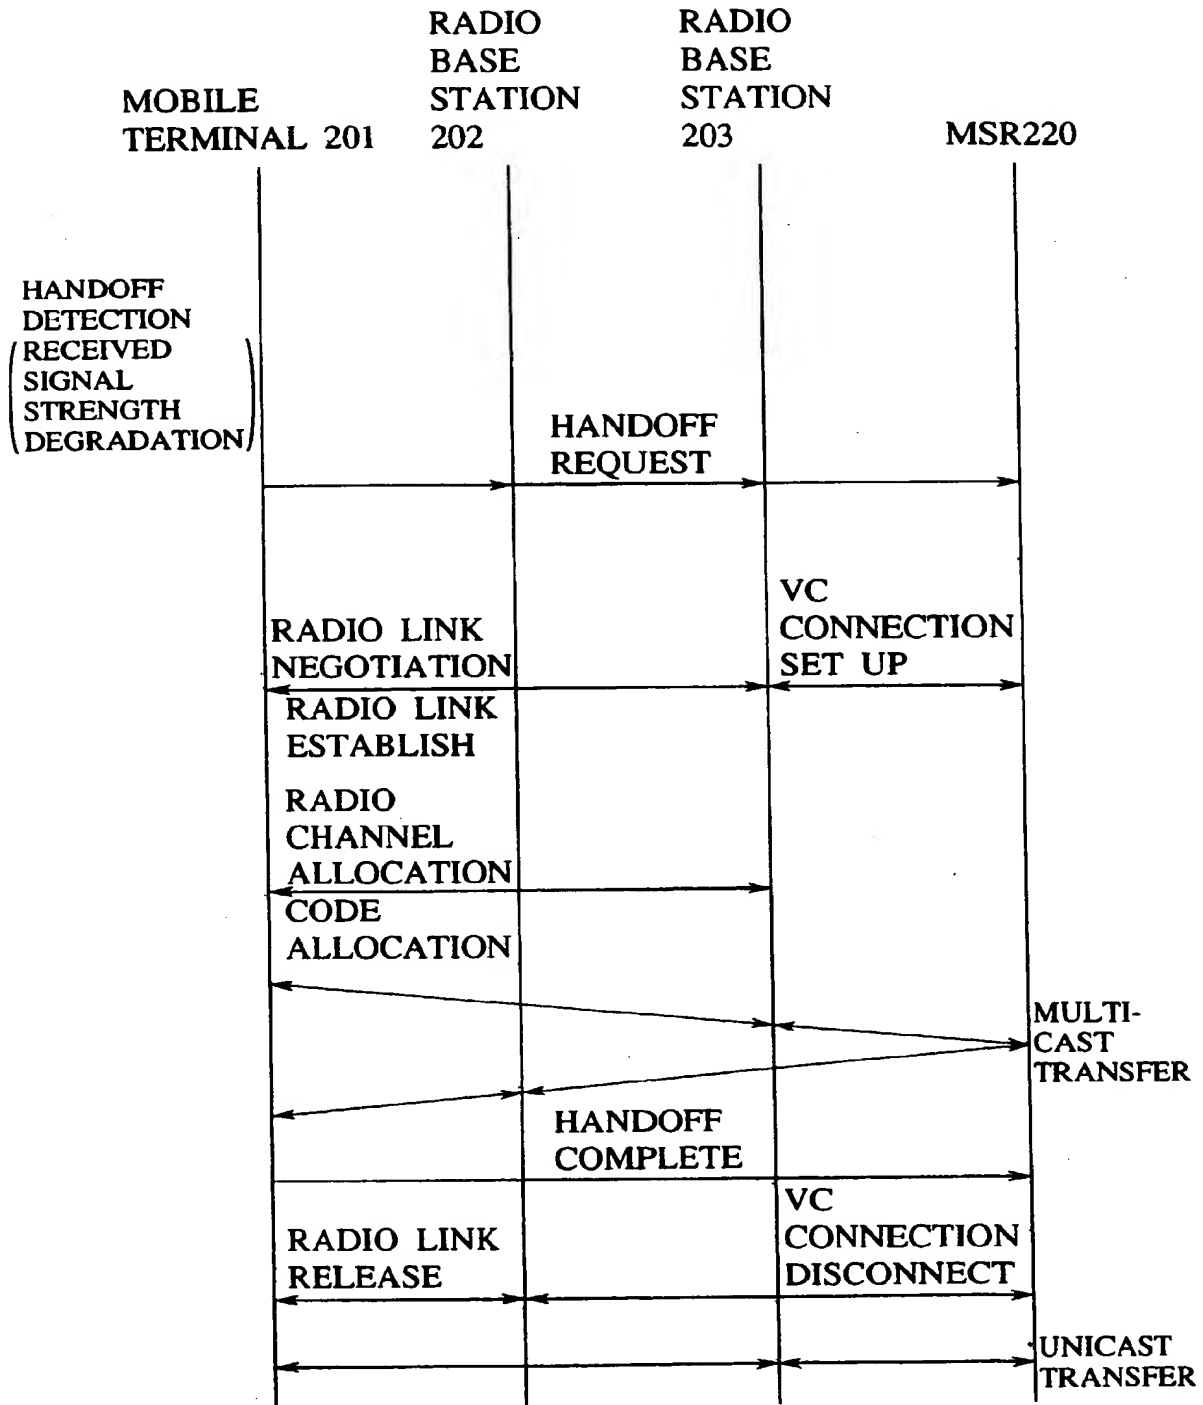 MOBILE
TERMINAL 201
RADIO
BASE
STATION
202
RADIO
BASE
STATION
203
MSR220
HANDOFF
DETECTION
(RECEIVED
SIGNAL
STRENGTH
DEGRADATION)
HANDOFF
REQUEST
RADIO LINK
NEGOTIATION
VC
CONNECTION
SET UP
RADIO LINK
ESTABLISH
RADIO
CHANNEL
ALLOCATION
CODE
ALLOCATION
MULTI-
CAST
TRANSFER
HANDOFF
COMPLETE
RADIO LINK
RELEASE
VC
CONNECTION
DISCONNECT
UNICAST
TRANSFER